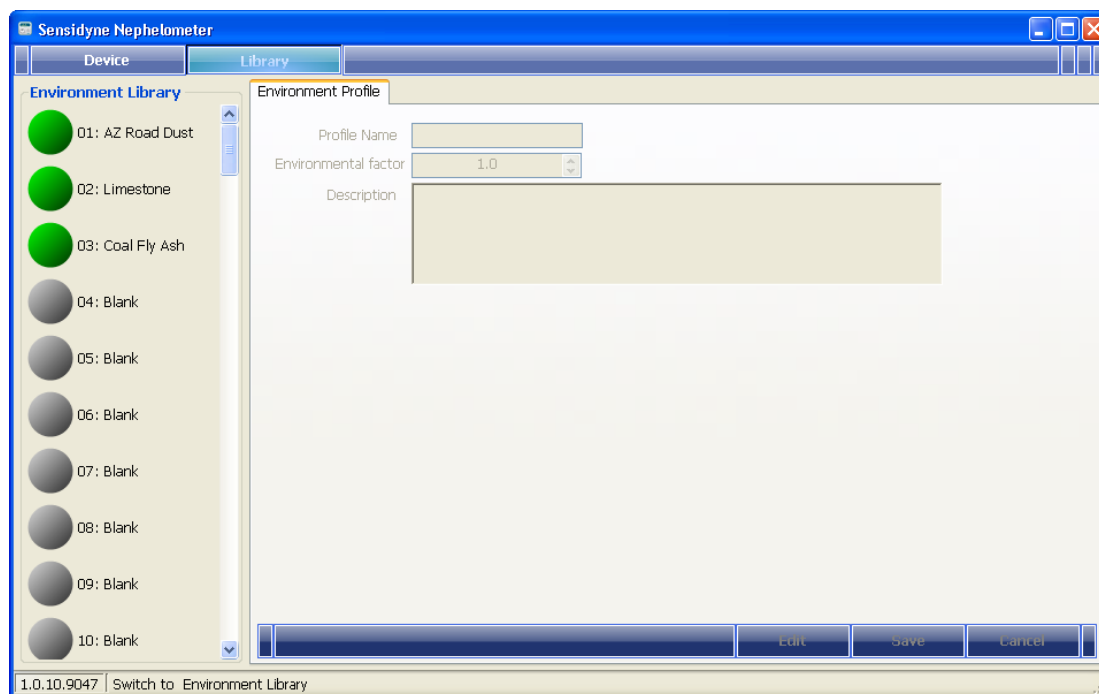 Sensidyne Nephelometer
Device
Library
Environment Library
01: AZ Road Dust
02: Limestone
03: Coal Fly Ash
04: Blank
05: Blank
06: Blank
07: Blank
08: Blank
09: Blank
10: Blank
Environment Profile
Profile Name
Environmental factor
1.0
Description
Edit
Save
Cancel
1.0.10.9047
Switch to Environment Library